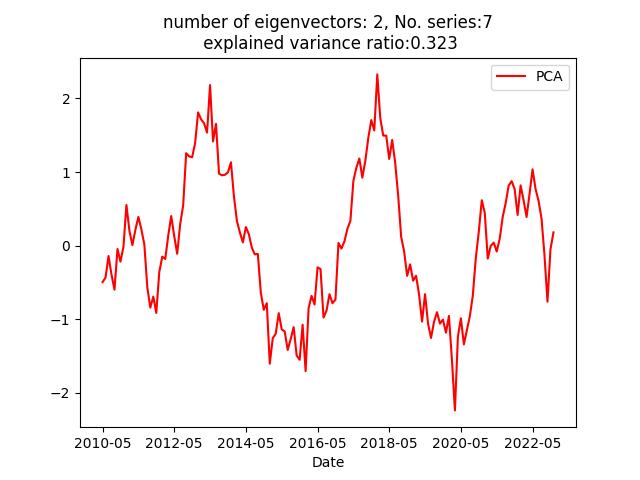 number of eigenvectors: 2, No. series:7
explained variance ratio:0.323
PCA
2
1
0
−1
−2
2010-05 2012-05 2014-05 2016-05 2018-05 2020-05 2022-05
Date